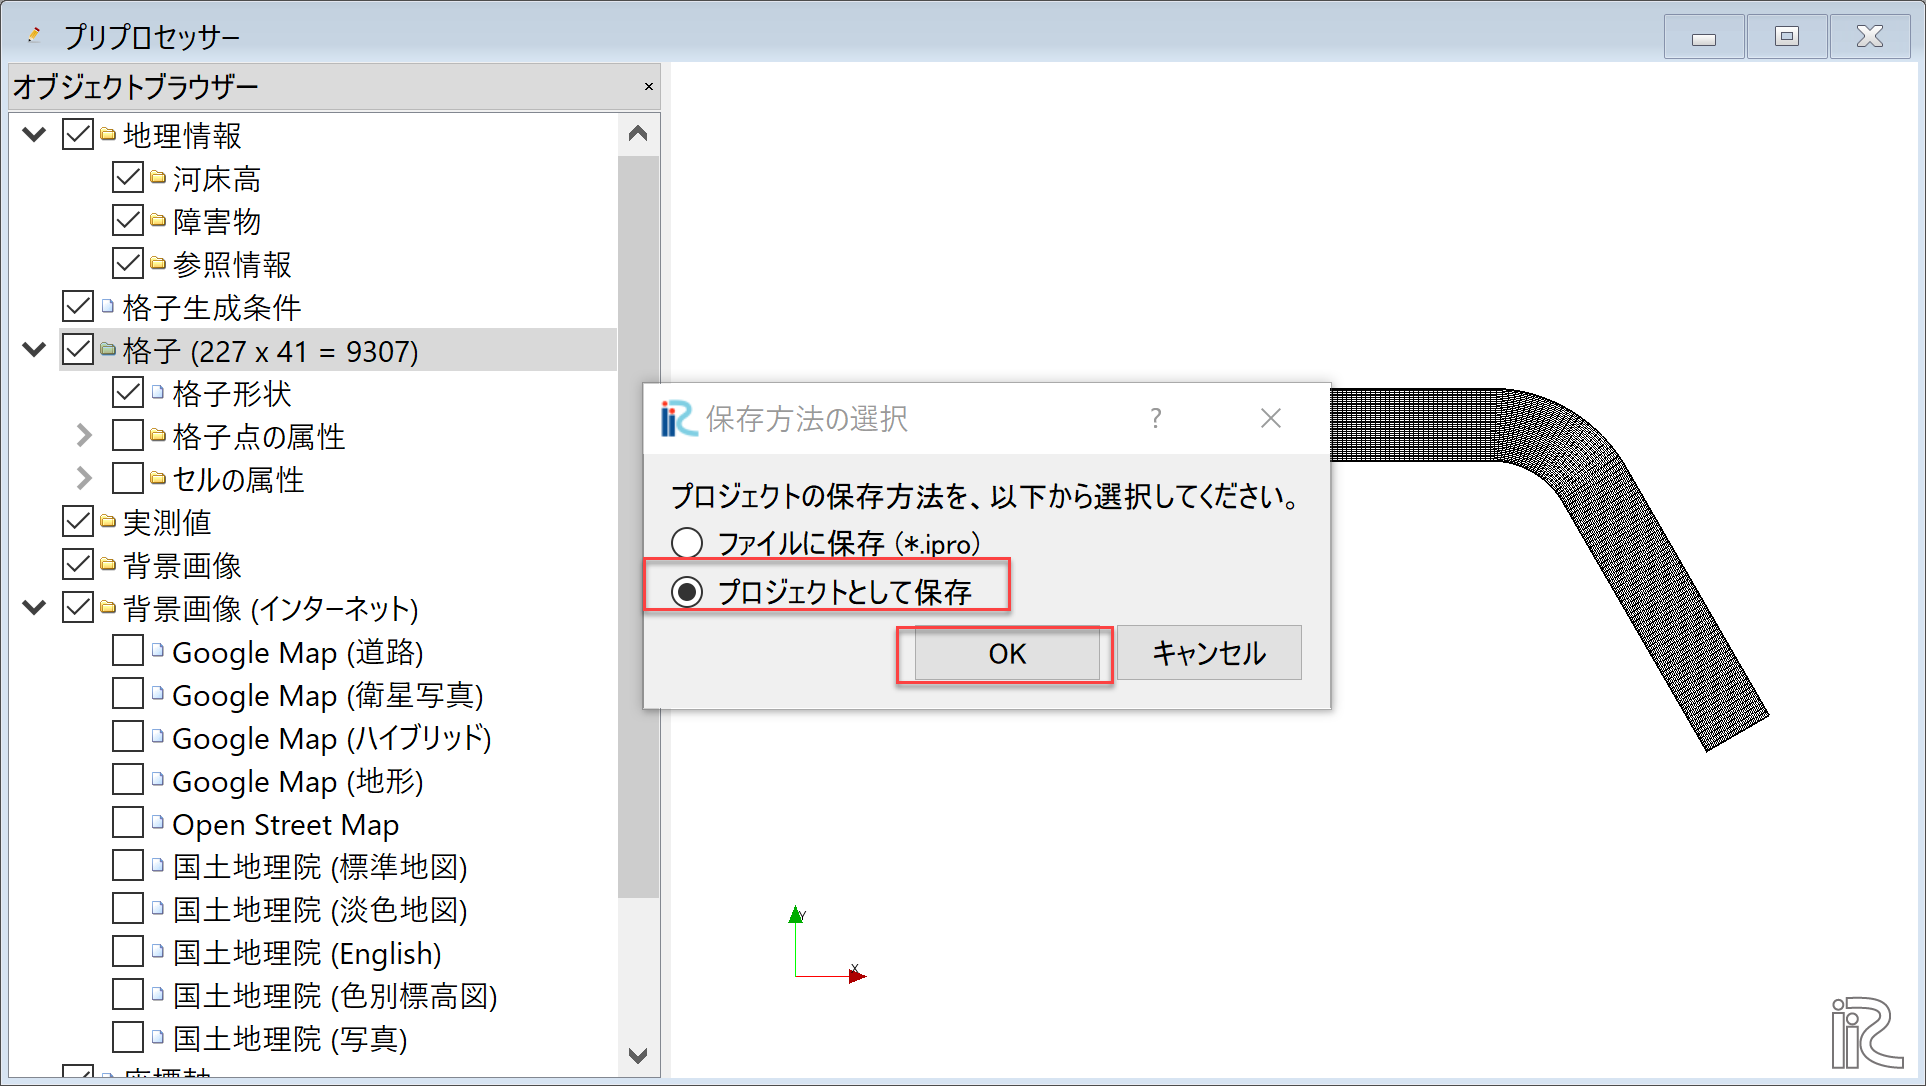 プリプロセッサー
オブジェクトブラウザー
地理情報
河床高
障害物
参照情報
格子生成条件
格子 (227 x 41 = 9307)
格子形状
格子点の属性
セルの属性
実測値
背景画像
背景画像 (インターネット)
Google Map (道路)
Google Map (衛星写真)
Google Map (ハイブリッド)
Google Map (地形)
Open Street Map
国土地理院 (標準地図)
国土地理院 (淡色地図)
国土地理院 (English)
国土地理院 (色別標高図)
国土地理院 (写真)
座標軸
iRIC
保存方法の選択
プロジェクトの保存方法を、以下から選択してください。
ファイルに保存 (*.ipro)
プロジェクトとして保存
OK
キャンセル
Y
X
iRIC